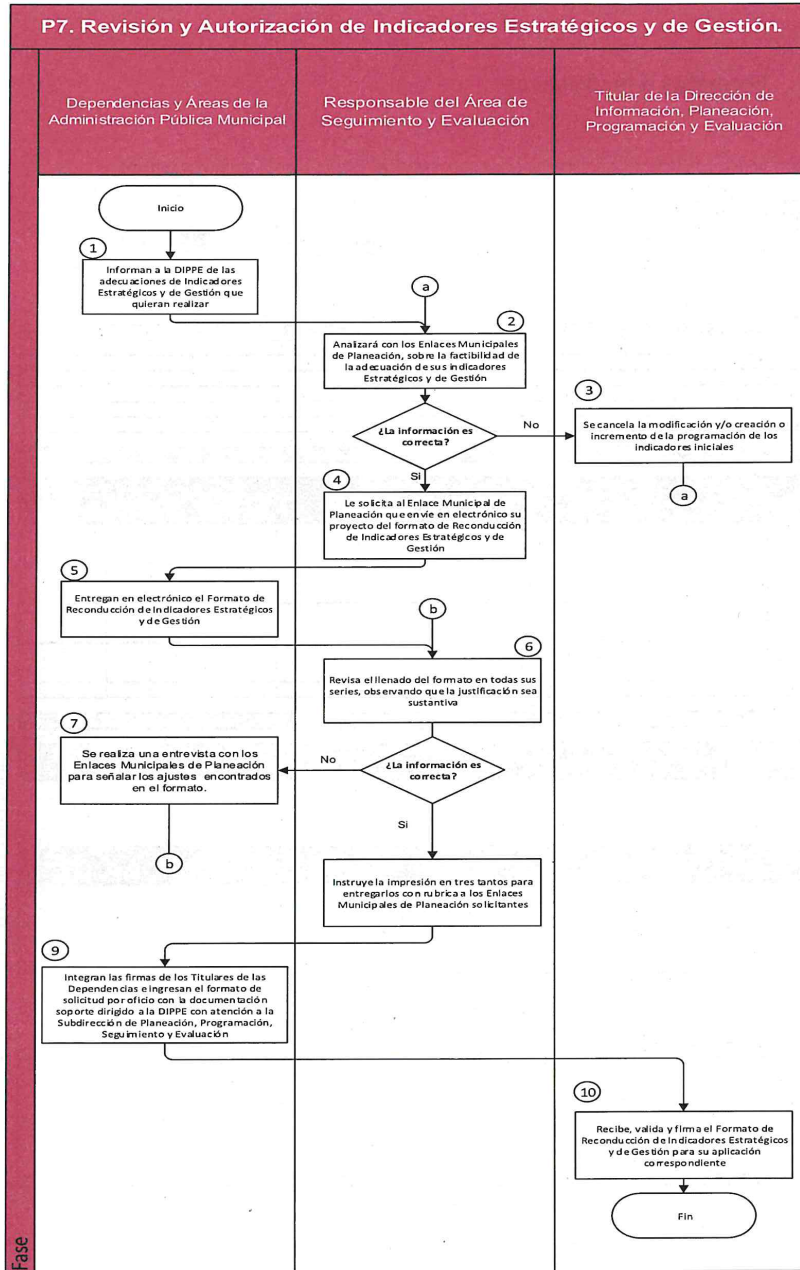 P7. Revisión y Autorización de Indicadores Estratégicos y de Gestión.
Dependencias y Áreas de la
Administración Pública Municipal
Responsable del Área de
Seguimiento y Evaluación
Titular de la Dirección de
Información, Planeación,
Programación y Evaluación
Inicio
1
Informan a la DIPPE de las
adecuaciones de Indicadores
Estratégicos y de Gestión que
quieran realizar
a
2
Analizará con los Enlaces Municipales
de Planeación, sobre la factibilidad de
la adecuación de sus indicadores
Estratégicos y de Gestión
¿La información es
correcta?
No
3
Se cancela la modificación y/o creación o
incremento de la programación de los
indicadores iniciales
a
Si
4
Le solicita al Enlace Municipal de
Planeación que envíe en electrónico su
proyecto del formato de Reconducción
de Indicadores Estratégicos y de
Gestión
5
Entregan en electrónico el Formato de
Reconducción de Indicadores Estratégicos
y de Gestión
b
6
Revisa el llenado del formato en todas sus
series, observando que la justificación sea
sustantiva
¿La información es
correcta?
No
7
Se realiza una entrevista con los
Enlaces Municipales de Planeación
para señalar los ajustes encontrados
en el formato.
b
Si
Instruye la impresión en tres tantos para
entregarlos con rubrica a los Enlaces
Municipales de Planeación solicitantes
9
Integran las firmas de los Titulares de las
Dependencias e ingresan el formato de
solicitud por oficio con la documentación
soporte dirigido a la DIPPE con atención a la
Subdirección de Planeación, Programación,
Seguimiento y Evaluación
10
Recibe, valida y firma el Formato de
Reconducción de Indicadores Estratégicos
y de Gestión para su aplicación
correspondiente
Fin
Fase